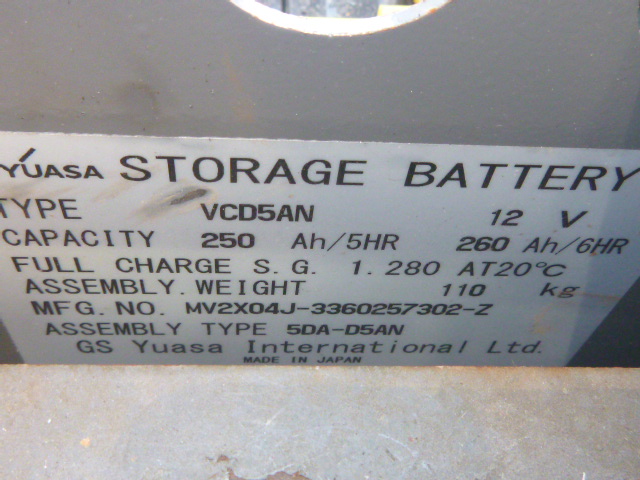 YUASA STORAGE BATTERY
TYPE VCD5AN 12 V
CAPACITY 250 Ah/5HR 260 Ah/6HR
FULL CHARGE S.G. 1.280 AT20°C
ASSEMBLY.WEIGHT 110 kg
MFG.NO. MV2X04J-3360257302-Z
ASSEMBLY TYPE 5DA-D5AN
GS Yuasa International Ltd.
MADE IN JAPAN